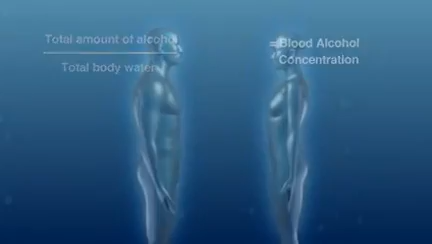 Total amount of alcohol
Total body water
= Blood Alcohol
Concentration